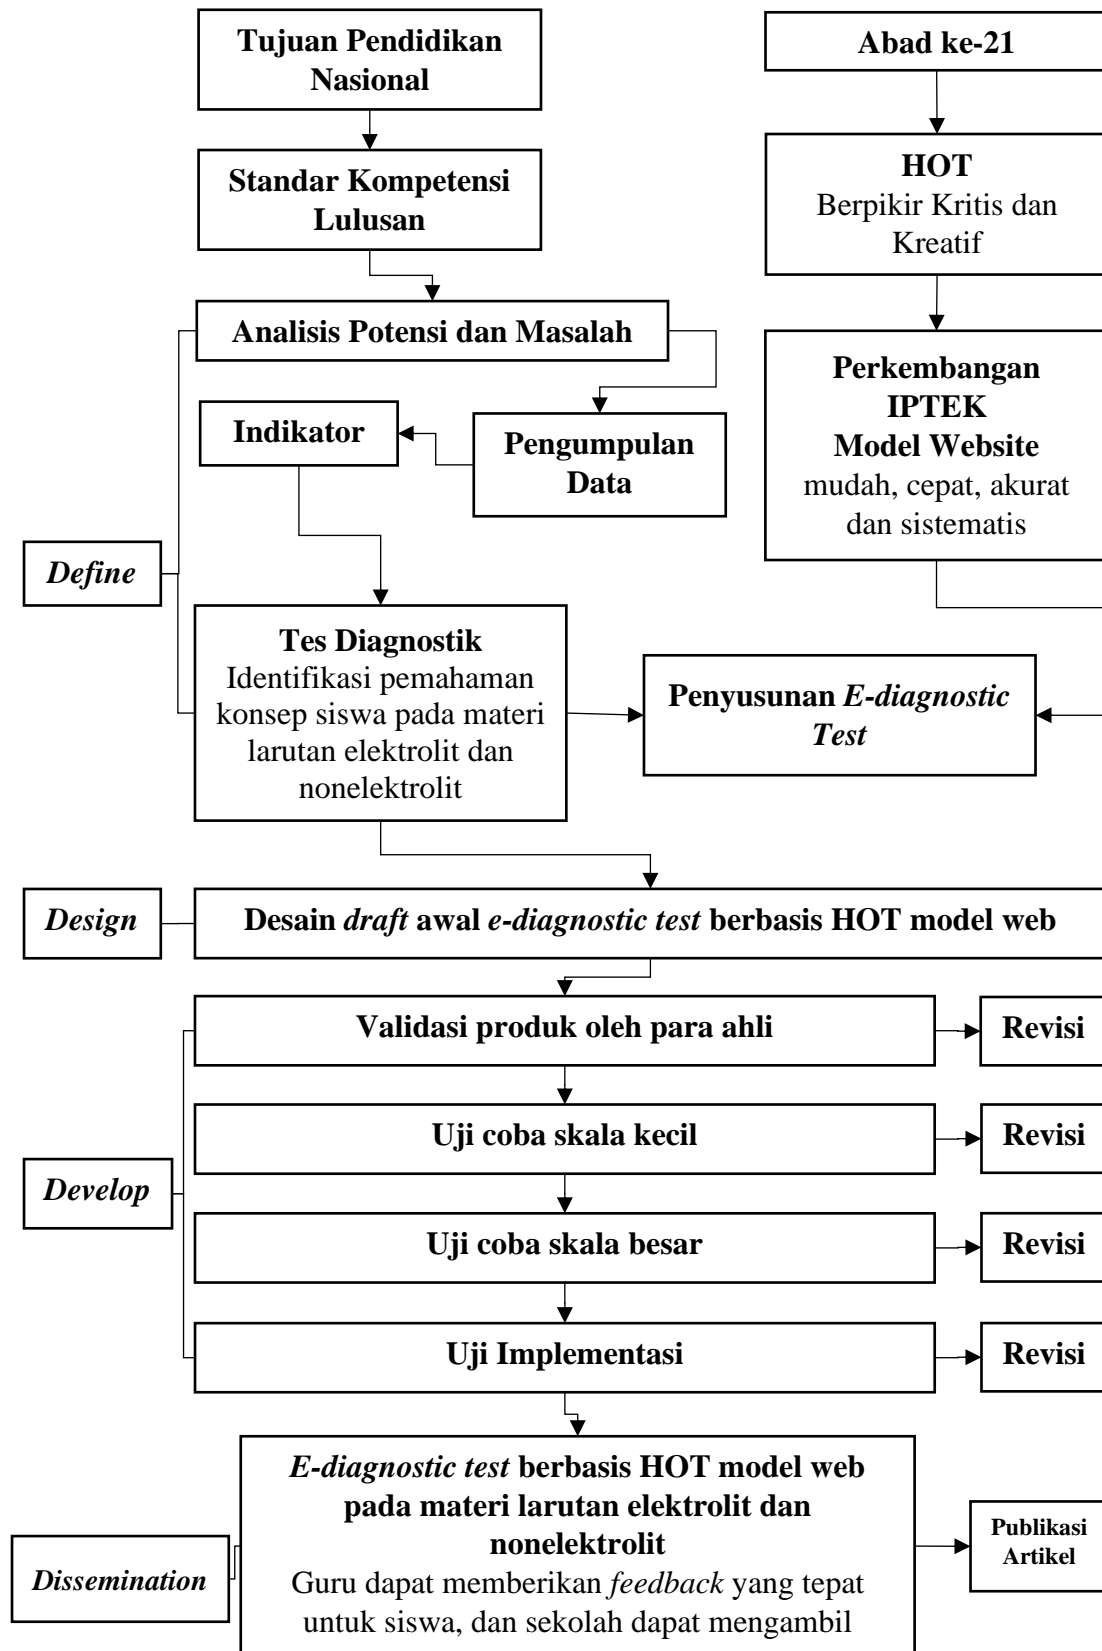 Tujuan Pendidikan
Nasional
Abad ke-21
Standar Kompetensi
Lulusan
HOT
Berpikir Kritis dan
Kreatif
Analisis Potensi dan Masalah
Perkembangan
IPTEK
Model Website
mudah, cepat, akurat
dan sistematis
Indikator
Pengumpulan
Data
Define
Tes Diagnostik
Identifikasi pemahaman
konsep siswa pada materi
larutan elektrolit dan
nonelektrolit
Penyusunan E-diagnostic
Test
Design
Desain draft awal e-diagnostic test berbasis HOT model web
Validasi produk oleh para ahli
Revisi
Uji coba skala kecil
Revisi
Develop
Uji coba skala besar
Revisi
Uji Implementasi
Revisi
E-diagnostic test berbasis HOT model web
pada materi larutan elektrolit dan
nonelektrolit
Guru dapat memberikan feedback yang tepat
untuk siswa, dan sekolah dapat mengambil
Publikasi
Artikel
Dissemination